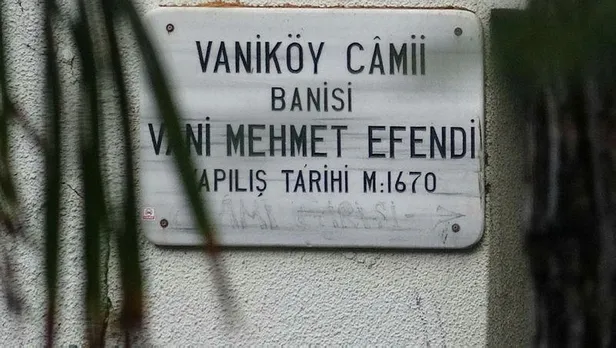 VANİKÖY CÂMİİ
BANİSİ
VANİ MEHMET EFENDİ
YAPILIŞ TARİHİ M:1670